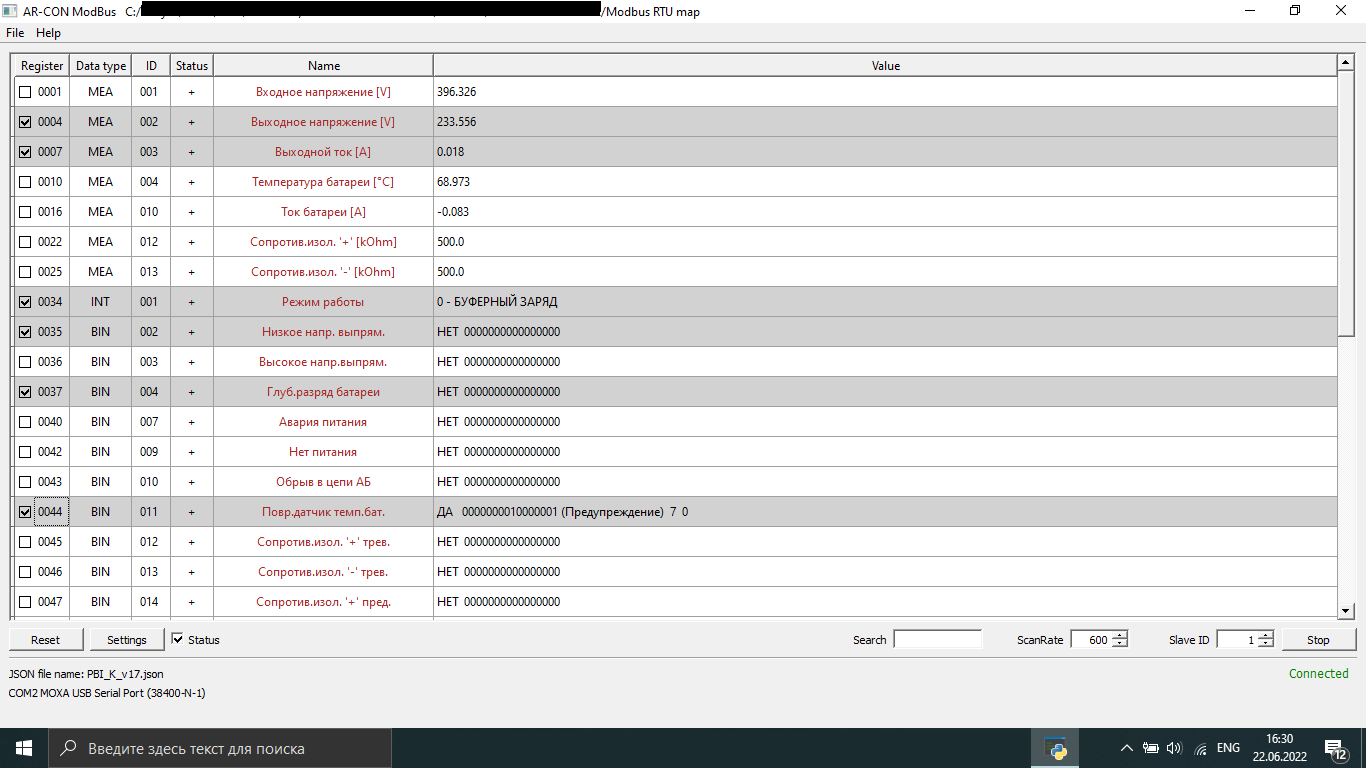 AR-CON ModBus C:/ /Modbus RTU map
File Help
Register Data type ID Status Name Value
0001 MEA 001 + Входное напряжение [V] 396.326
0004 MEA 002 + Выходное напряжение [V] 233.556
0007 MEA 003 + Выходной ток [A] 0.018
0010 MEA 004 + Температура батареи [°C] 68.973
0016 MEA 010 + Ток батареи [A] -0.083
0022 MEA 012 + Сопротив.изол. '+' [kOhm] 500.0
0025 MEA 013 + Сопротив.изол. '-' [kOhm] 500.0
0034 INT 001 + Режим работы 0 - БУФЕРНЫЙ ЗАРЯД
0035 BIN 002 + Низкое напр. выпрям. НЕТ 0000000000000000
0036 BIN 003 + Высокое напр.выпрям. НЕТ 0000000000000000
0037 BIN 004 + Глуб.разряд батареи НЕТ 0000000000000000
0040 BIN 007 + Авария питания НЕТ 0000000000000000
0042 BIN 009 + Нет питания НЕТ 0000000000000000
0043 BIN 010 + Обрыв в цепи АБ НЕТ 0000000000000000
0044 BIN 011 + Повр.датчик темп.бат. ДА 0000000010000001 (Предупреждение) 7 0
0045 BIN 012 + Сопротив.изол. '+' трев. НЕТ 0000000000000000
0046 BIN 013 + Сопротив.изол. '-' трев. НЕТ 0000000000000000
0047 BIN 014 + Сопротив.изол. '+' пред. НЕТ 0000000000000000
Reset Settings Status Search ScanRate 600 Slave ID 1 Stop
JSON file name: PBI_K_v17.json Connected
COM2 MOXA USB Serial Port (38400-N-1)
Введите здесь текст для поиска ENG 16:30
22.06.2022 12